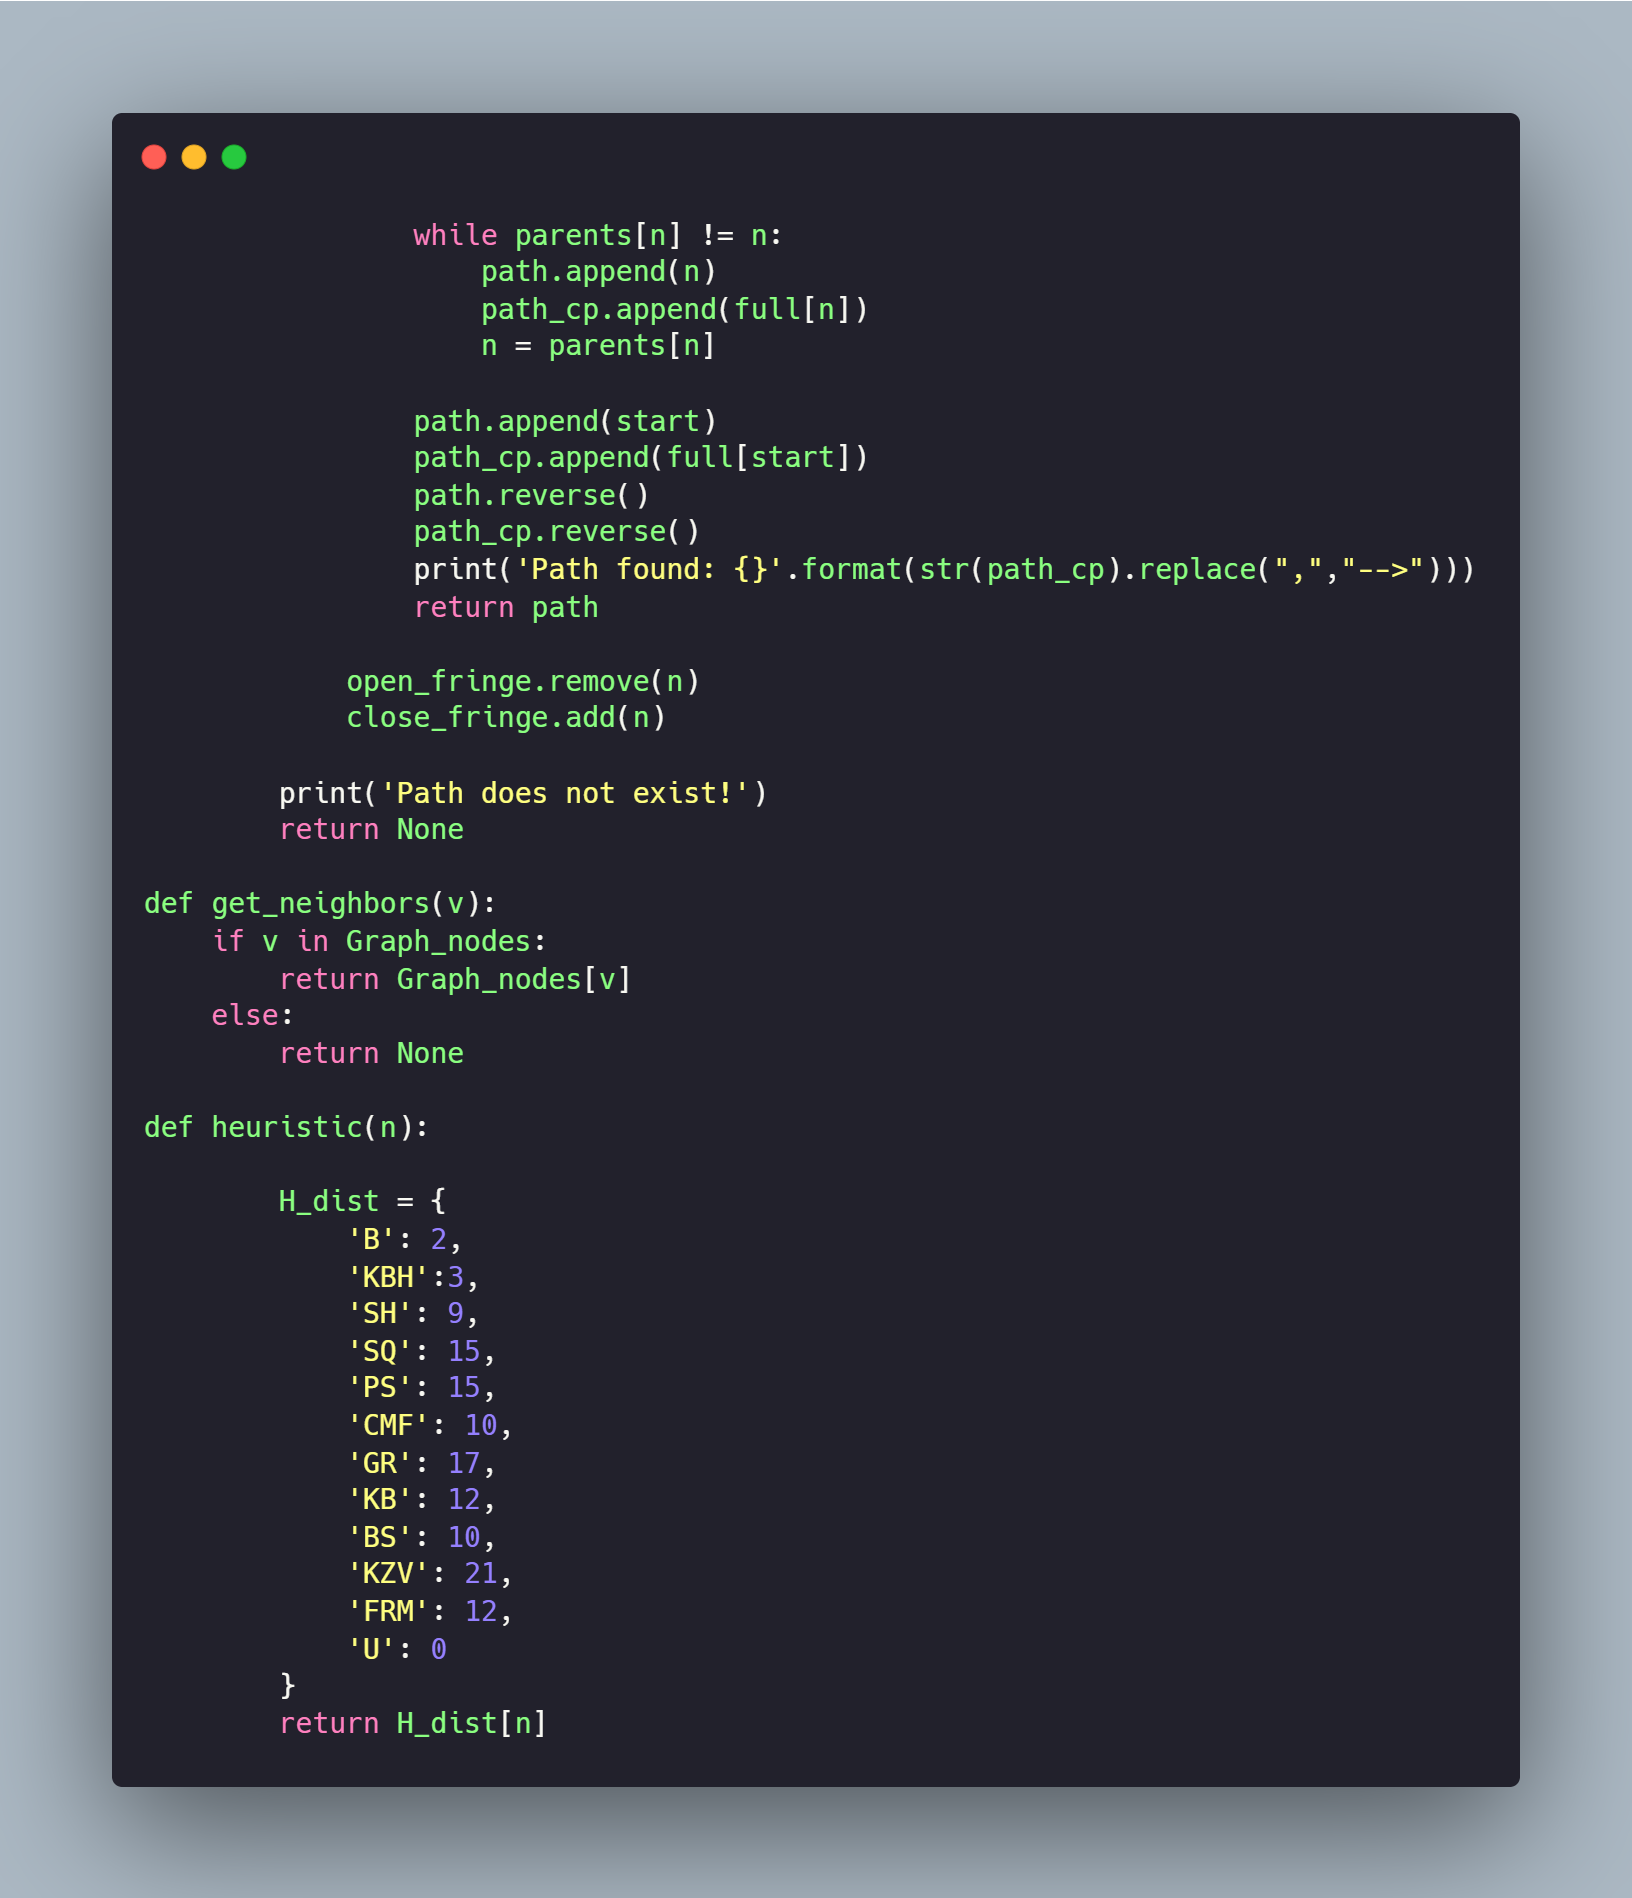 while parents[n] != n:
                    path.append(n)
                    path_cp.append(full[n])
                    n = parents[n]

                path.append(start)
                path_cp.append(full[start])
                path.reverse()
                path_cp.reverse()
                print('Path found: {}'.format(str(path_cp).replace(",","-->")))
                return path

            open_fringe.remove(n)
            close_fringe.add(n)

        print('Path does not exist!')
        return None

def get_neighbors(v):
    if v in Graph_nodes:
        return Graph_nodes[v]
    else:
        return None

def heuristic(n):

        H_dist = {
            'B': 2,
            'KBH':3,
            'SH': 9,
            'SQ': 15,
            'PS': 15,
            'CMF': 10,
            'GR': 17,
            'KB': 12,
            'BS': 10,
            'KZV': 21,
            'FRM': 12,
            'U': 0
        }
        return H_dist[n]